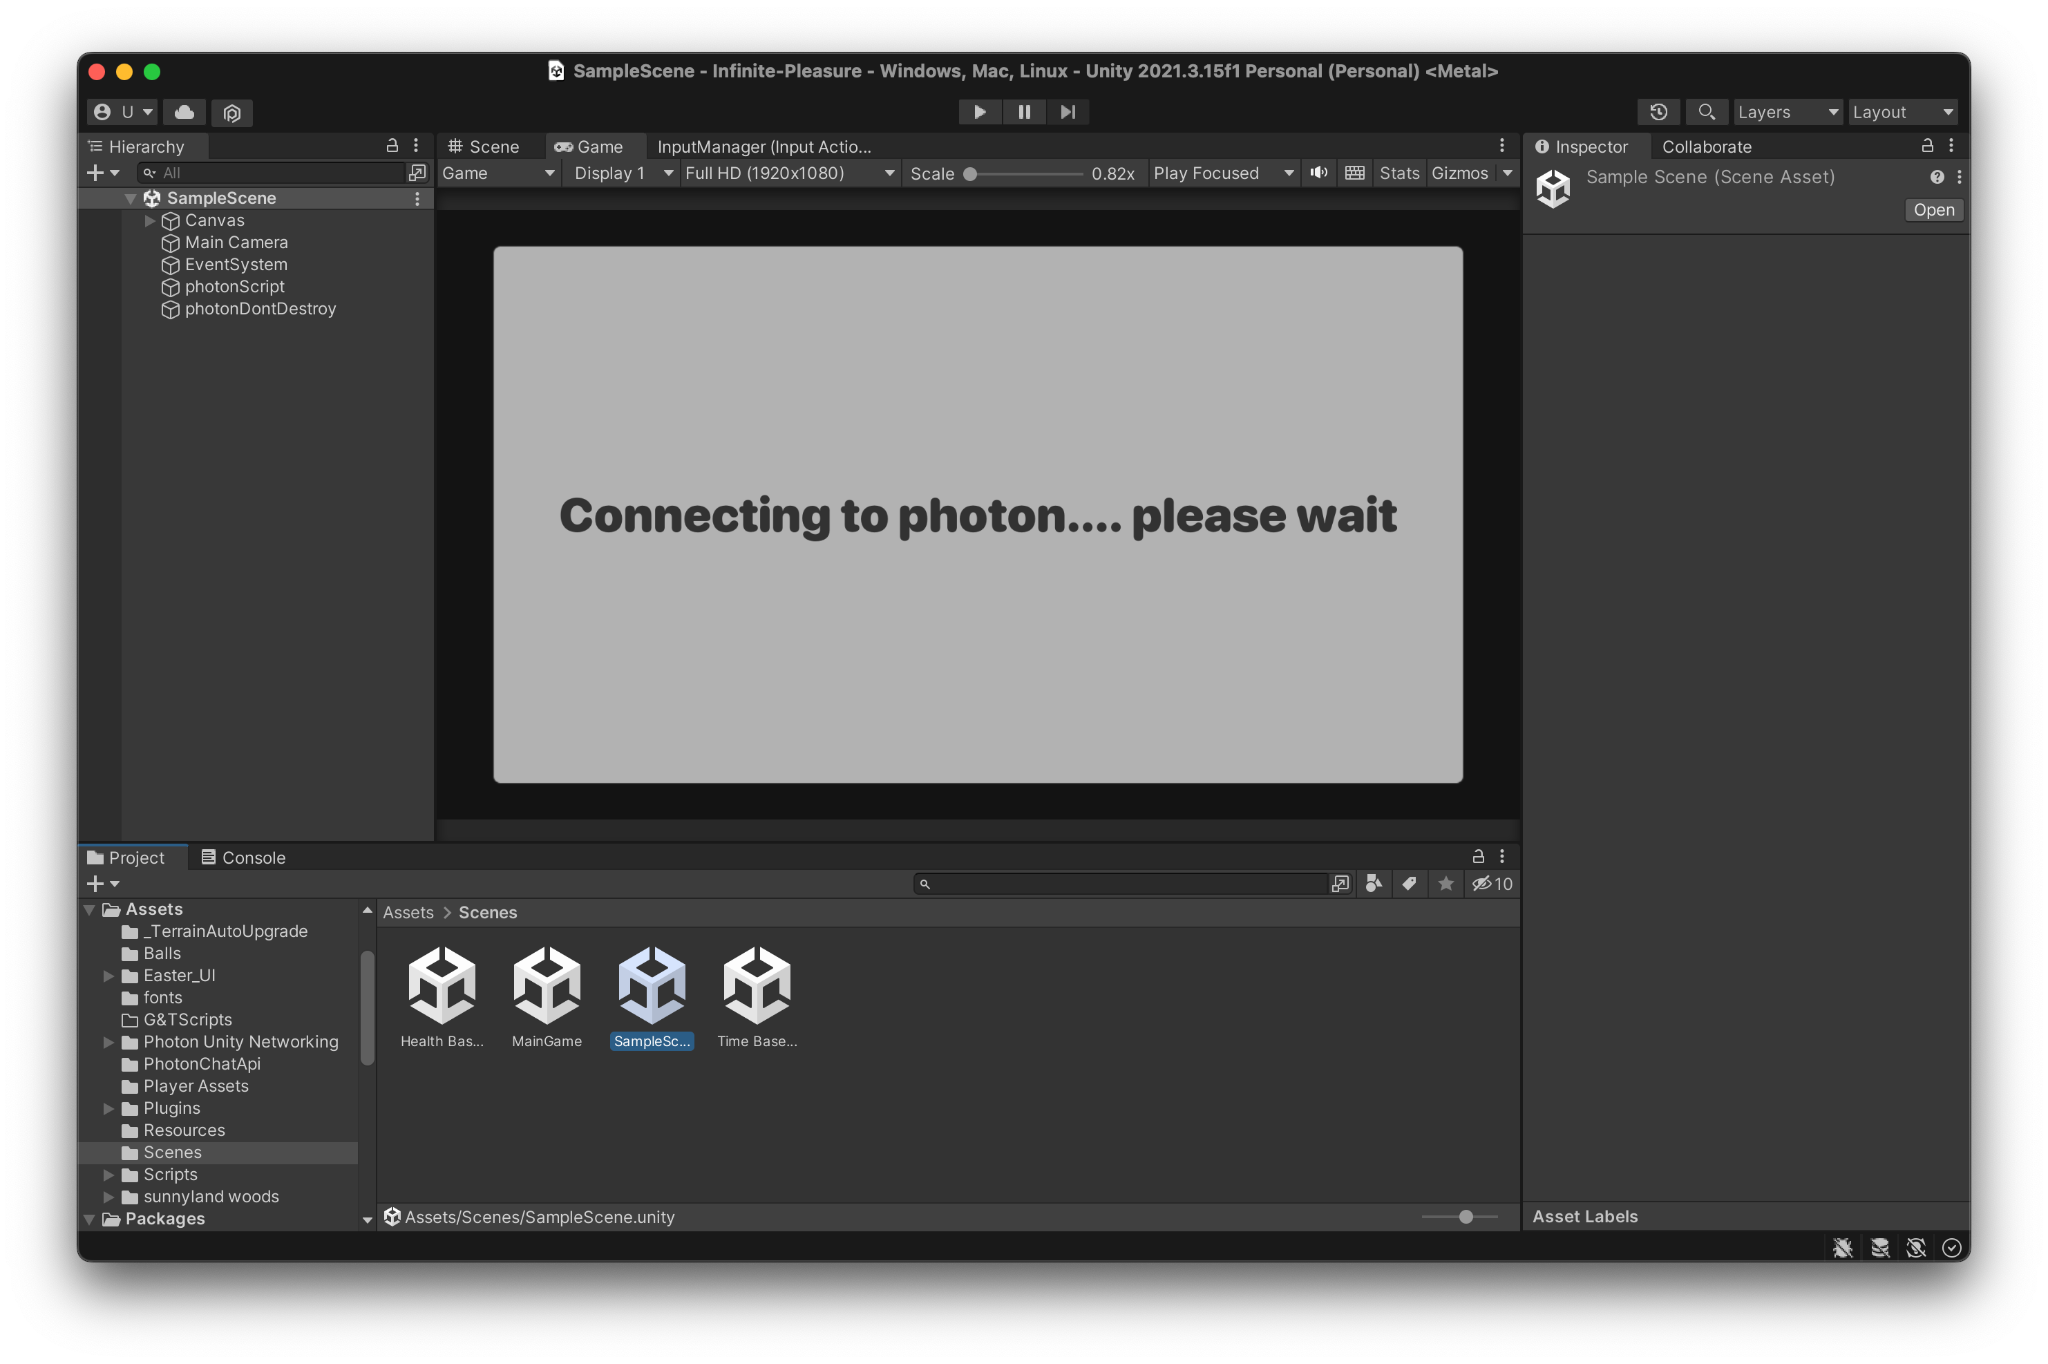 SampleScene - Infinite-Pleasure - Windows, Mac, Linux - Unity 2021.3.15f1 Personal (Personal) <Metal>
U
Layers
Layout
Hierarchy
All
SampleScene
Canvas
Main Camera
EventSystem
photonScript
photonDontDestroy
Scene
Game
InputManager (Input Actio...
Game
Display 1
Full HD (1920x1080)
Scale
0.82x
Play Focused
Stats
Gizmos
Connecting to photon.... please wait
Inspector
Collaborate
Sample Scene (Scene Asset)
Open
Project
Console
10
Assets
_TerrainAutoUpgrade
Balls
Easter_UI
fonts
G&TScripts
Photon Unity Networking
PhotonChatApi
Player Assets
Plugins
Resources
Scenes
Scripts
sunnyland woods
Packages
Assets > Scenes
Health Bas...
MainGame
SampleSc...
Time Base...
Assets/Scenes/SampleScene.unity
Asset Labels